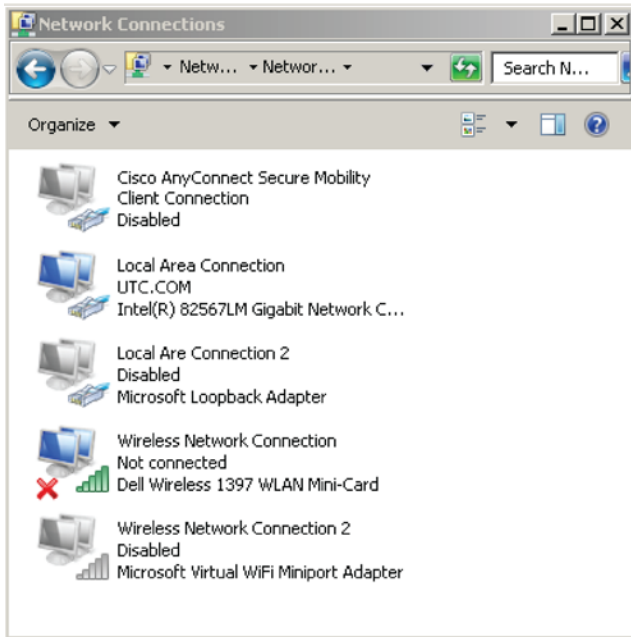 Network Connections
Netw... Networ... Search N...
Organize
Cisco AnyConnect Secure Mobility
Client Connection
Disabled
Local Area Connection
UTC.COM
Intel(R) 82567LM Gigabit Network C...
Local Are Connection 2
Disabled
Microsoft Loopback Adapter
Wireless Network Connection
Not connected
Dell Wireless 1397 WLAN Mini-Card
Wireless Network Connection 2
Disabled
Microsoft Virtual WiFi Miniport Adapter